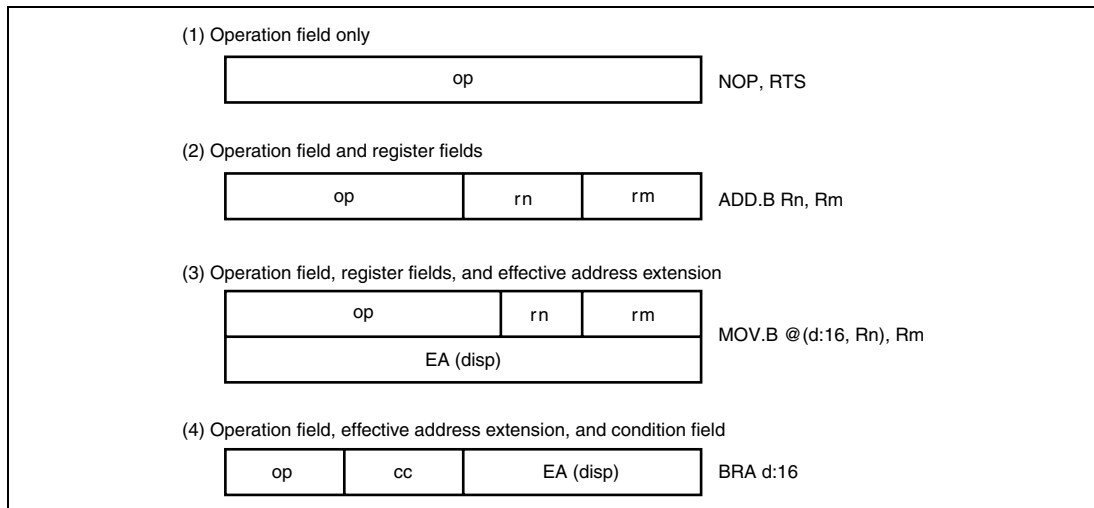 (1) Operation field only
op
NOP, RTS
(2) Operation field and register fields
op rn rm
ADD.B Rn, Rm
(3) Operation field, register fields, and effective address extension
op rn rm
EA (disp)
MOV.B @(d:16, Rn), Rm
(4) Operation field, effective address extension, and condition field
op cc EA (disp)
BRA d:16